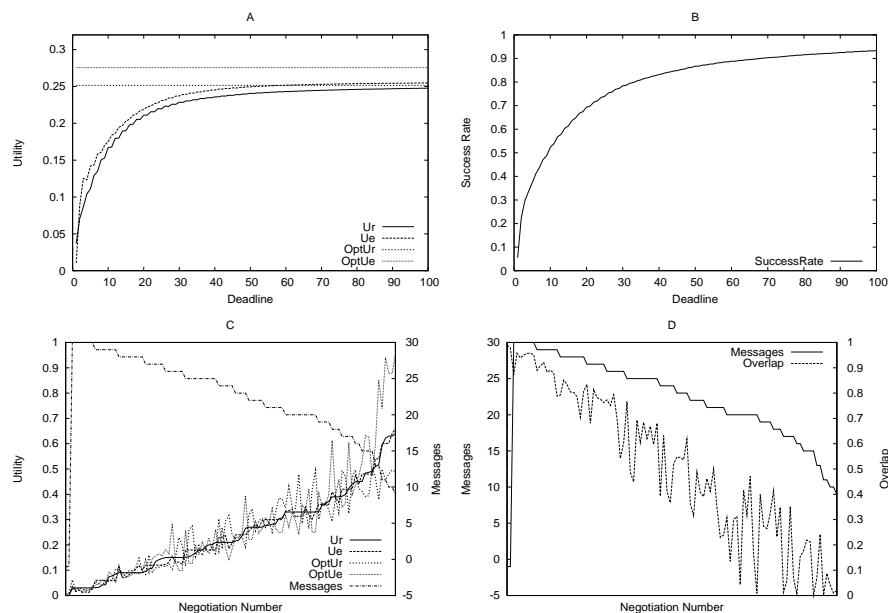 A
0.3
0.25
0.2
0.15
0.1
0.05
0
Utility
0 10 20 30 40 50 60 70 80 90 100
Deadline
Ur
Ue
OptUr
OptUe
B
1
0.9
0.8
0.7
0.6
0.5
0.4
0.3
0.2
0.1
0
Success Rate
0 10 20 30 40 50 60 70 80 90 100
Deadline
SuccessRate
C
1
0.9
0.8
0.7
0.6
0.5
0.4
0.3
0.2
0.1
0
Utility
30
25
20
15
10
5
0
-5
Messages
Negotiation Number
Ur
Ue
OptUr
OptUe
Messages
D
30
25
20
15
10
5
0
-5
Messages
1
0.9
0.8
0.7
0.6
0.5
0.4
0.3
0.2
0.1
0
Overlap
Negotiation Number
Messages
Overlap